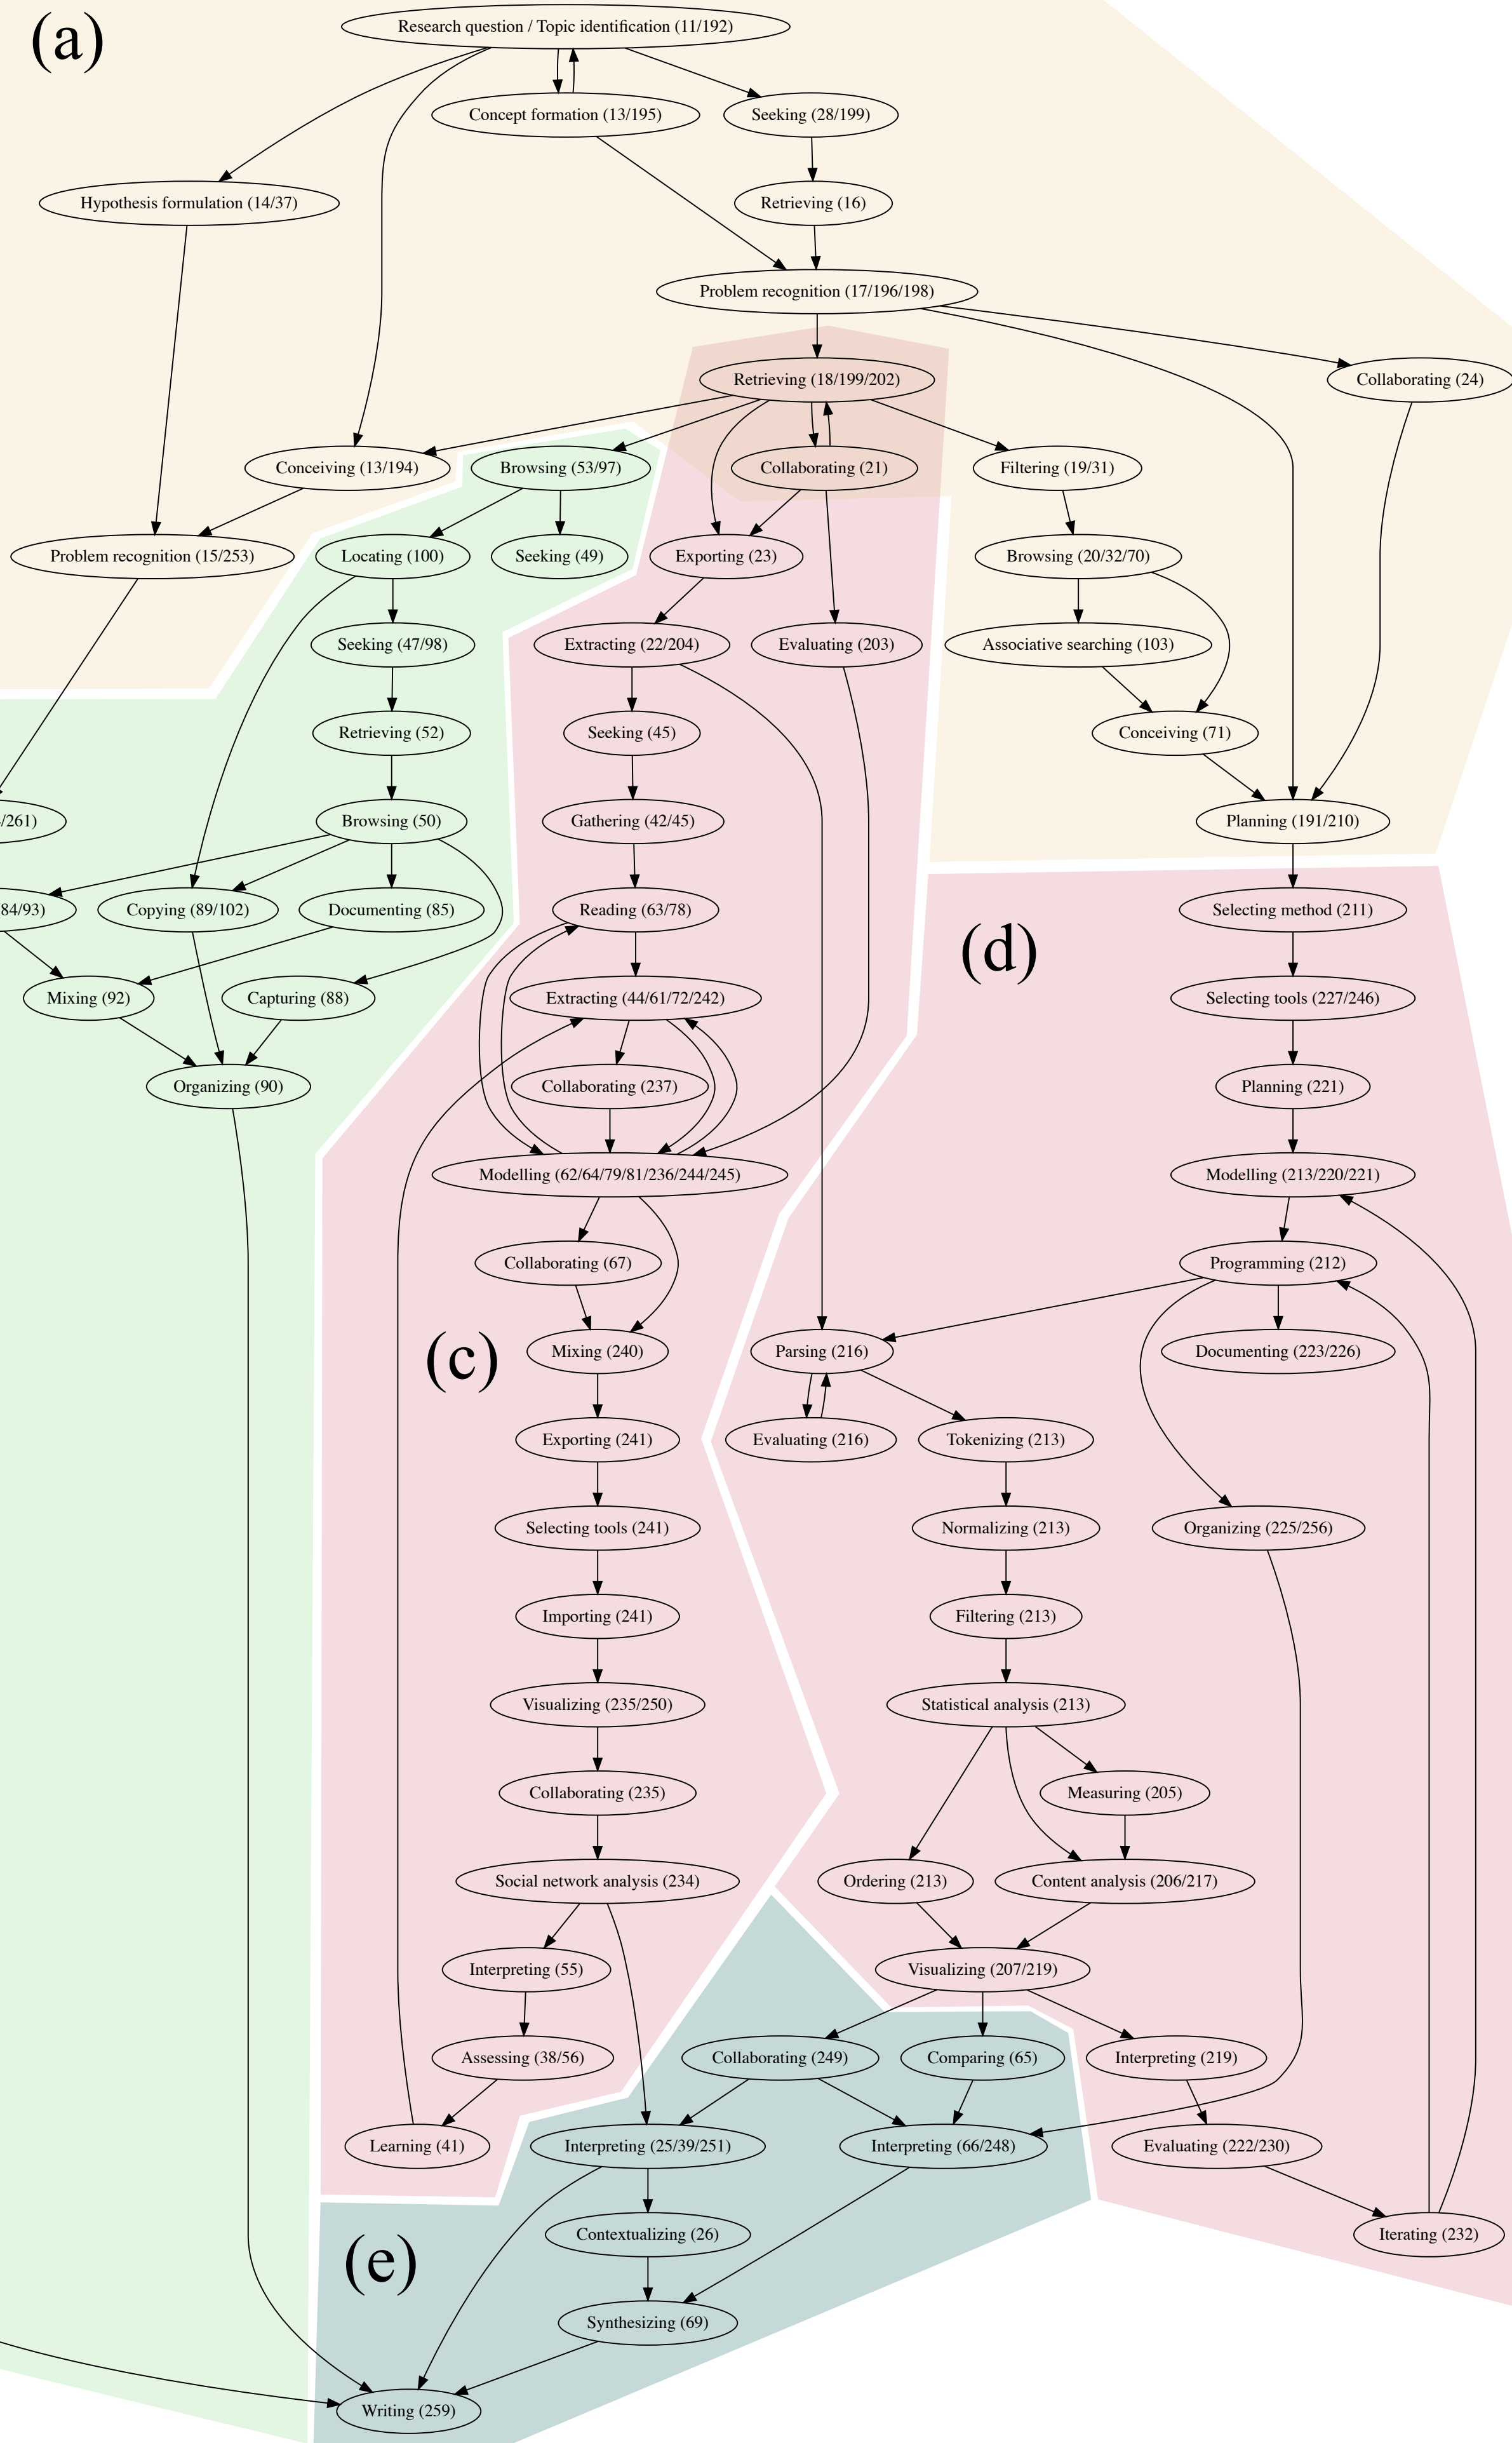 (a)
Research question / Topic identification (11/192)
Concept formation (13/195)
Seeking (28/199)
Hypothesis formulation (14/37)
Retrieving (16)
Problem recognition (17/196/198)
Retrieving (18/199/202)
Collaborating (24)
Conceiving (13/194)
Browsing (53/97)
Collaborating (21)
Filtering (19/31)
Problem recognition (15/253)
Locating (100)
Seeking (49)
Exporting (23)
Browsing (20/32/70)
Seeking (47/98)
Extracting (22/204)
Evaluating (203)
Associative searching (103)
Retrieving (52)
Seeking (45)
Conceiving (71)
/261)
Browsing (50)
Gathering (42/45)
Planning (191/210)
84/93)
Copying (89/102)
Documenting (85)
Reading (63/78)
Selecting method (211)
(d)
Mixing (92)
Capturing (88)
Extracting (44/61/72/242)
Selecting tools (227/246)
Organizing (90)
Collaborating (237)
Planning (221)
Modelling (62/64/79/81/236/244/245)
Modelling (213/220/221)
Collaborating (67)
Programming (212)
(c)
Mixing (240)
Parsing (216)
Documenting (223/226)
Exporting (241)
Evaluating (216)
Tokenizing (213)
Selecting tools (241)
Normalizing (213)
Organizing (225/256)
Importing (241)
Filtering (213)
Visualizing (235/250)
Statistical analysis (213)
Collaborating (235)
Measuring (205)
Social network analysis (234)
Ordering (213)
Content analysis (206/217)
Interpreting (55)
Visualizing (207/219)
Assessing (38/56)
Collaborating (249)
Comparing (65)
Interpreting (219)
Learning (41)
Interpreting (25/39/251)
Interpreting (66/248)
Evaluating (222/230)
(e)
Contextualizing (26)
Iterating (232)
Synthesizing (69)
Writing (259)